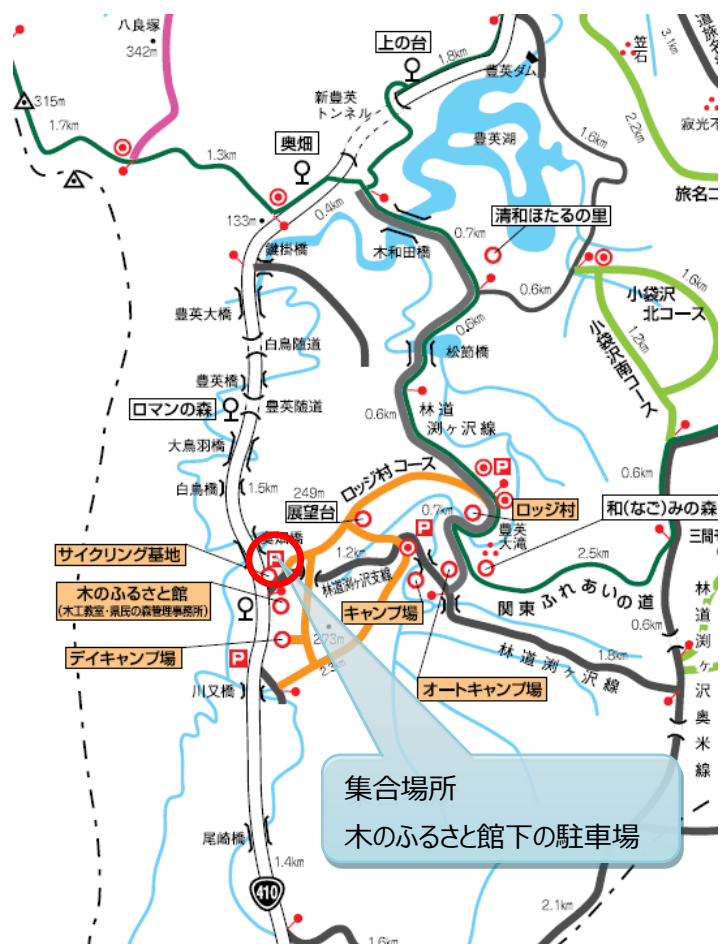 八良塚
342m
315m
1.7km
1.3km
上の台
1.8km
新豊英
トンネル
豊英ダム
豊英湖
笠石
3.1km
2.2km
1.6km
寂光不
旅名コ
奥畑
0.4km
133m
鍵掛橋
木和田橋
0.7km
清和ほたるの里
0.6km
豊英大橋
白鳥随道
0.6km
松節橋
小袋沢
北コース
1.6km
1.2km
小袋沢南コース
豊英橋
ロマンの森
豊英随道
0.6km
林道
渕ヶ沢線
大鳥羽橋
白鳥橋
1.5km
249m
ロッジ村コース
P
0.6km
展望台
0.7km
P
ロッジ村
豊英
大滝
和(なご)みの森
サイクリング基地
P
1.2km
林道渕ヶ沢支線
2.5km
木のふるさと館
(木工教室・県民の森管理事務所)
キャンプ場
関東ふれあいの道
0.6km
デイキャンプ場
273m
P
川又橋
オートキャンプ場
林道渕ヶ沢線
1.8km
林道渕ヶ沢奥米線
集合場所
木のふるさと館下の駐車場
尾崎橋
1.4km
410
2.1km
1.6km